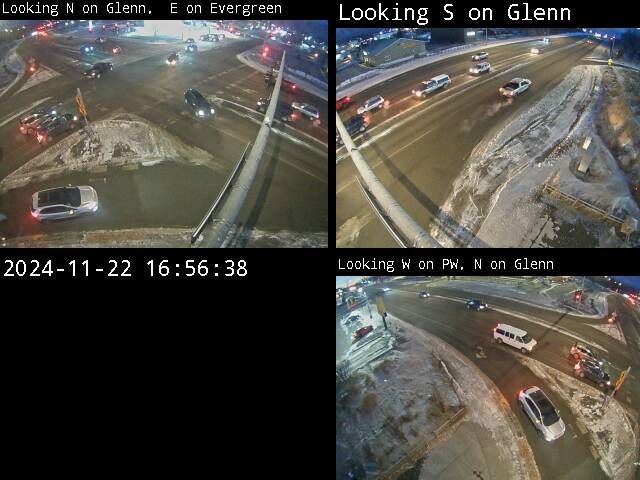 Looking N on Glenn,  E on Evergreen
Looking S on Glenn
2024-11-22 16:56:38
Looking W on PW, N on Glenn